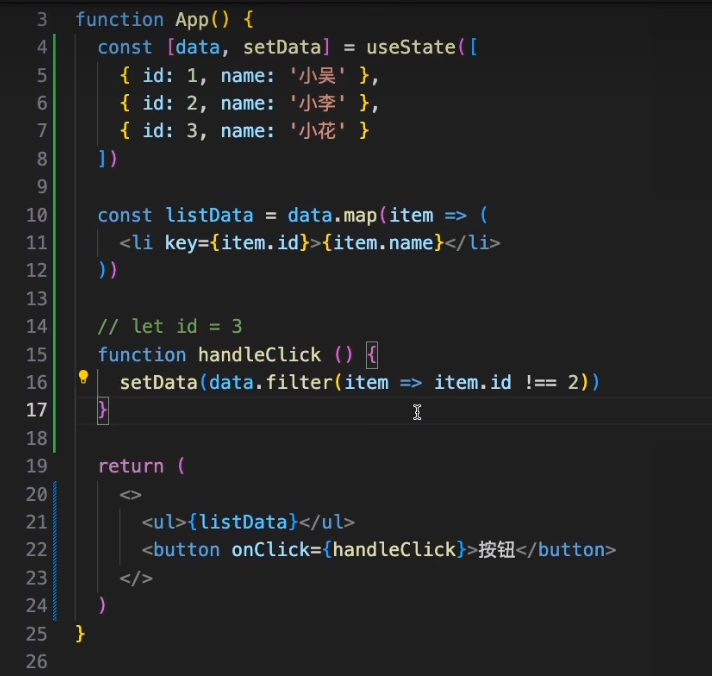 3 function App() {
4 const [data, setData] = useState([
5 { id: 1, name: '小吴' },
6 { id: 2, name: '小李' },
7 { id: 3, name: '小花' }
8 ])
9
10 const listData = data.map(item => (
11 <li key={item.id}>{item.name}</li>
12 ))
13
14 // let id = 3
15 function handleClick () {
16 setData(data.filter(item => item.id !== 2))
17 }
18
19 return (
20 <>
21 <ul>{listData}</ul>
22 <button onClick={handleClick}>按钮</button>
23 </>
24 )
25 }
26